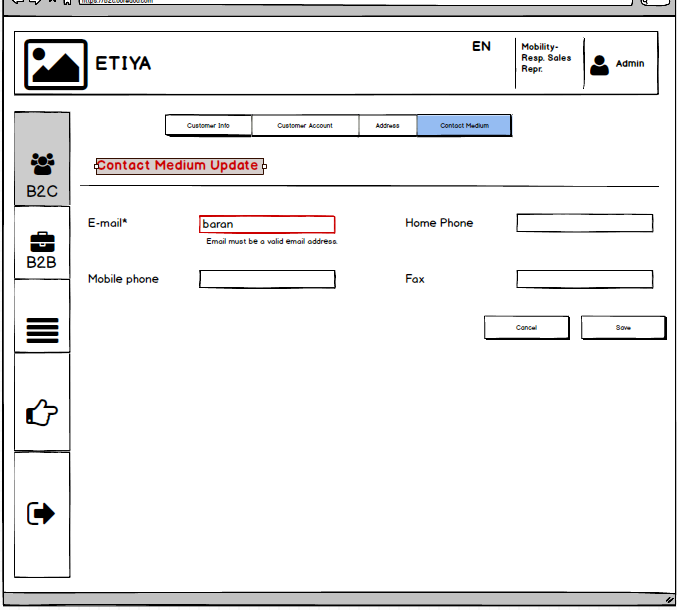 ETIYA
EN
Mobility-
Resp. Sales
Repr.
Admin
Customer Info
Customer Account
Address
Contact Medium
Contact Medium Update
B2C
B2B
E-mail*
baran
Email must be a valid email address.
Home Phone
Mobile phone
Fax
Cancel
Save